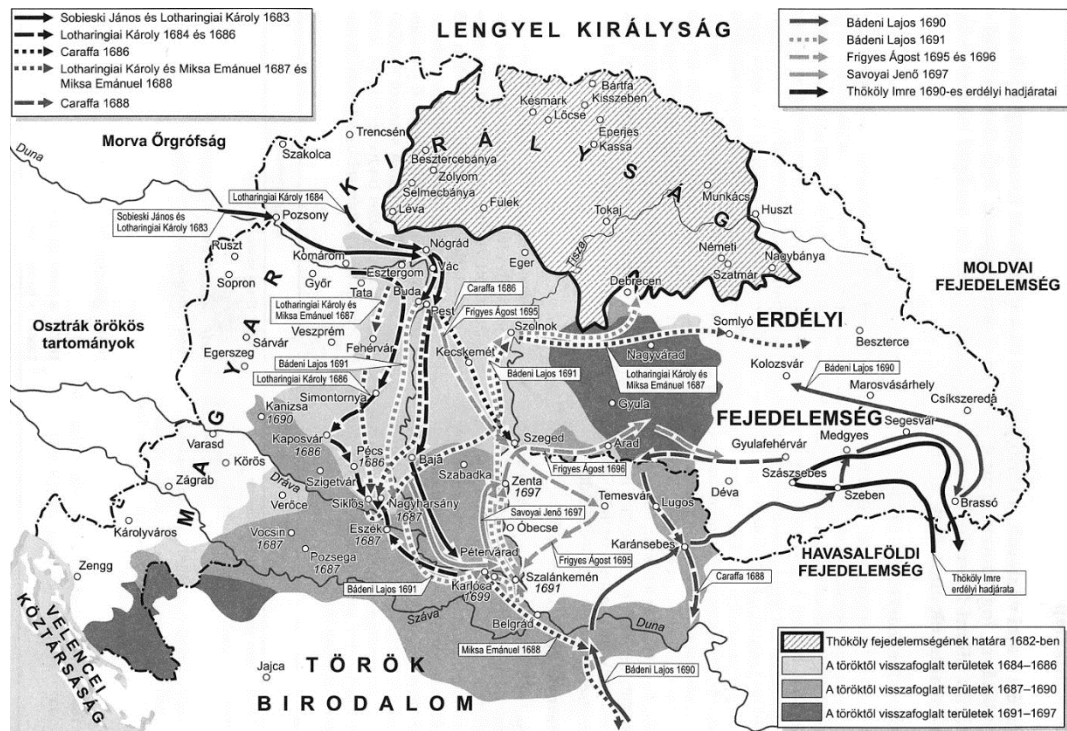 Sobieski János és Lotharingiai Károly 1683
Lotharingiai Károly 1684 és 1686
Caraffa 1686
Lotharingiai Károly és Miksa Emánuel 1687 és
Miksa Emánuel 1688
Caraffa 1688
Bádeni Lajos 1690
Bádeni Lajos 1691
Frigyes Ágost 1695 és 1696
Savoyai Jenő 1697
Thököly Imre 1690-es erdélyi hadjáratai
LENGYEL KIRÁLYSÁG
Morva Őrgrófság
Duna
Szakolca
Trencsén
Bártfa
Kisszeben
Késmárk
Lőcse
Eperjes
Kassa
Besztercebánya
Zólyom
Selmecbánya
Léva
Fülek
Tokaj
Munkács
Huszt
Németi
Szatmár
Nagybánya
MAGYAR
KIRÁLYSÁG
Lotharingiai Károly 1684
Sobieski János és
Lotharingiai Károly 1683
Pozsony
Ruszt
Sopron
Komárom
Győr
Tata
Esztergom
Nógrád
Vác
Buda
Pest
Eger
Tisza
Debrecen
MOLDVAI
FEJEDELEMSÉG
Osztrák örökös
tartományok
Sárvár
Egerszeg
Veszprém
Fehérvár
Lotharingiai Károly és
Miksa Emánuel 1687
Caraffa 1686
Frigyes Ágost 1695
Kecskemét
Szolnok
Bádeni Lajos 1691
Bádeni Lajos 1691
Lotharingiai Károly 1686
Simontornya
Nagyvárad
Lotharingiai Károly és
Miksa Emánuel 1687
Somlyó
ERDÉLYI
FEJEDELEMSÉG
Beszterce
Kolozsvár
Bádeni Lajos 1690
Marosvásárhely
Csíkszereda
Segesvár
Medgyes
Gyulafehérvár
Szászsebes
Szeben
Déva
Brassó
Gyula
Arad
Szeged
Frigyes Ágost 1696
Kanizsa
1690
Kaposvár
1686
Pécs
1686
Szigetvár
Siklós
Nagyharsány
1687
Baja
Szabadka
Zenta
1697
Temesvár
Lugos
Varasd
Körös
Zágráb
Dráva
Verőce
Károlyváros
Vocsin
1687
Pozsega
1687
Eszék
1687
Savoyai Jenő 1697
Óbecse
Pétervárad
Frigyes Ágost 1695
Karánsebes
Caraffa 1688
HAVASALFÖLDI
FEJEDELEMSÉG
Thököly Imre
erdélyi hadjárata
Zengg
VELENCEI
KÖZTÁRSASÁG
Bádeni Lajos 1691
Karlóca
1699
Szalánkemén
1691
Száva
Belgrád
Duna
Miksa Emánuel 1688
Bádeni Lajos 1690
Jajca
TÖRÖK
BIRODALOM
Thököly fejedelemségének határa 1682-ben
A töröktől visszafoglalt területek 1684–1686
A töröktől visszafoglalt területek 1687–1690
A töröktől visszafoglalt területek 1691–1697